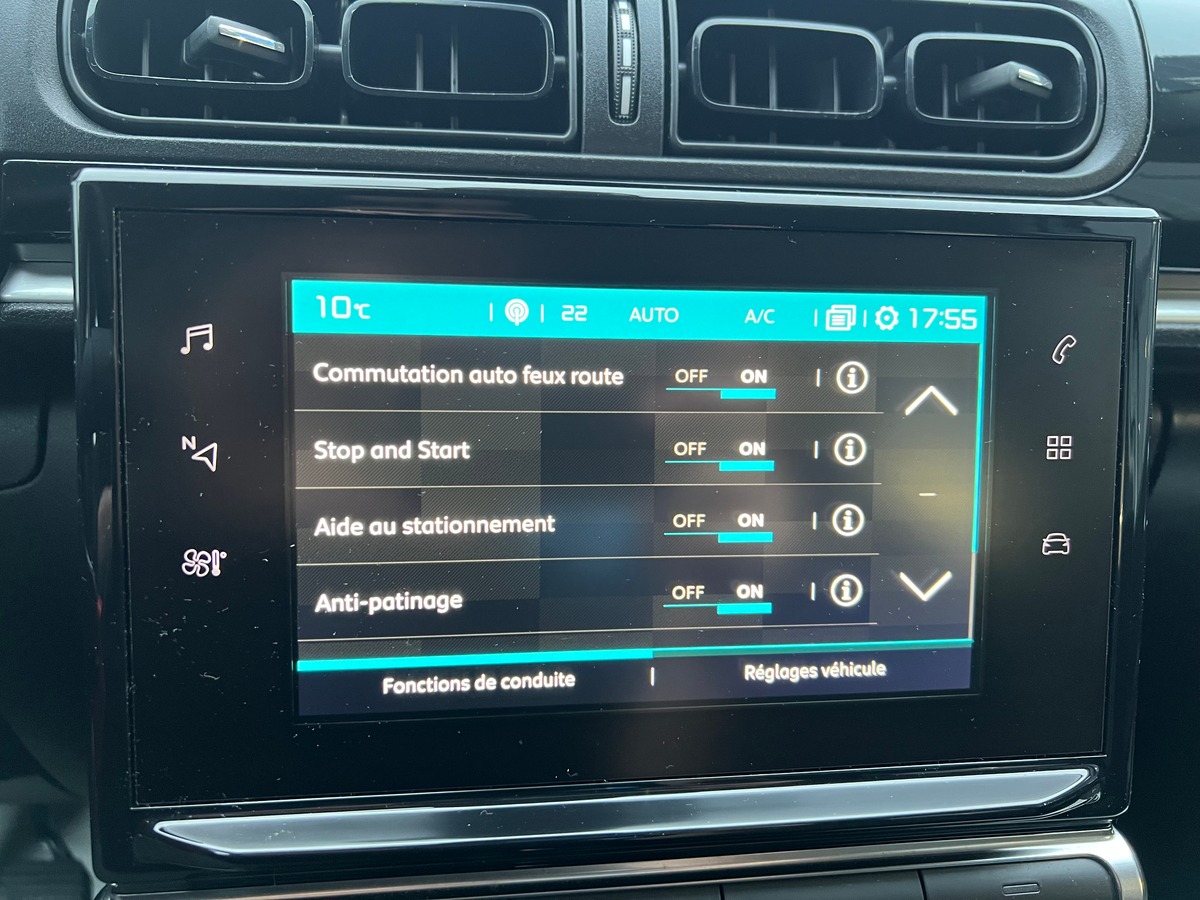 10°C 22 AUTO A/C 17:55
Commutation auto feux route OFF ON
Stop and Start OFF ON
Aide au stationnement OFF ON
Anti-patinage OFF ON
Fonctions de conduite Réglages véhicule
N